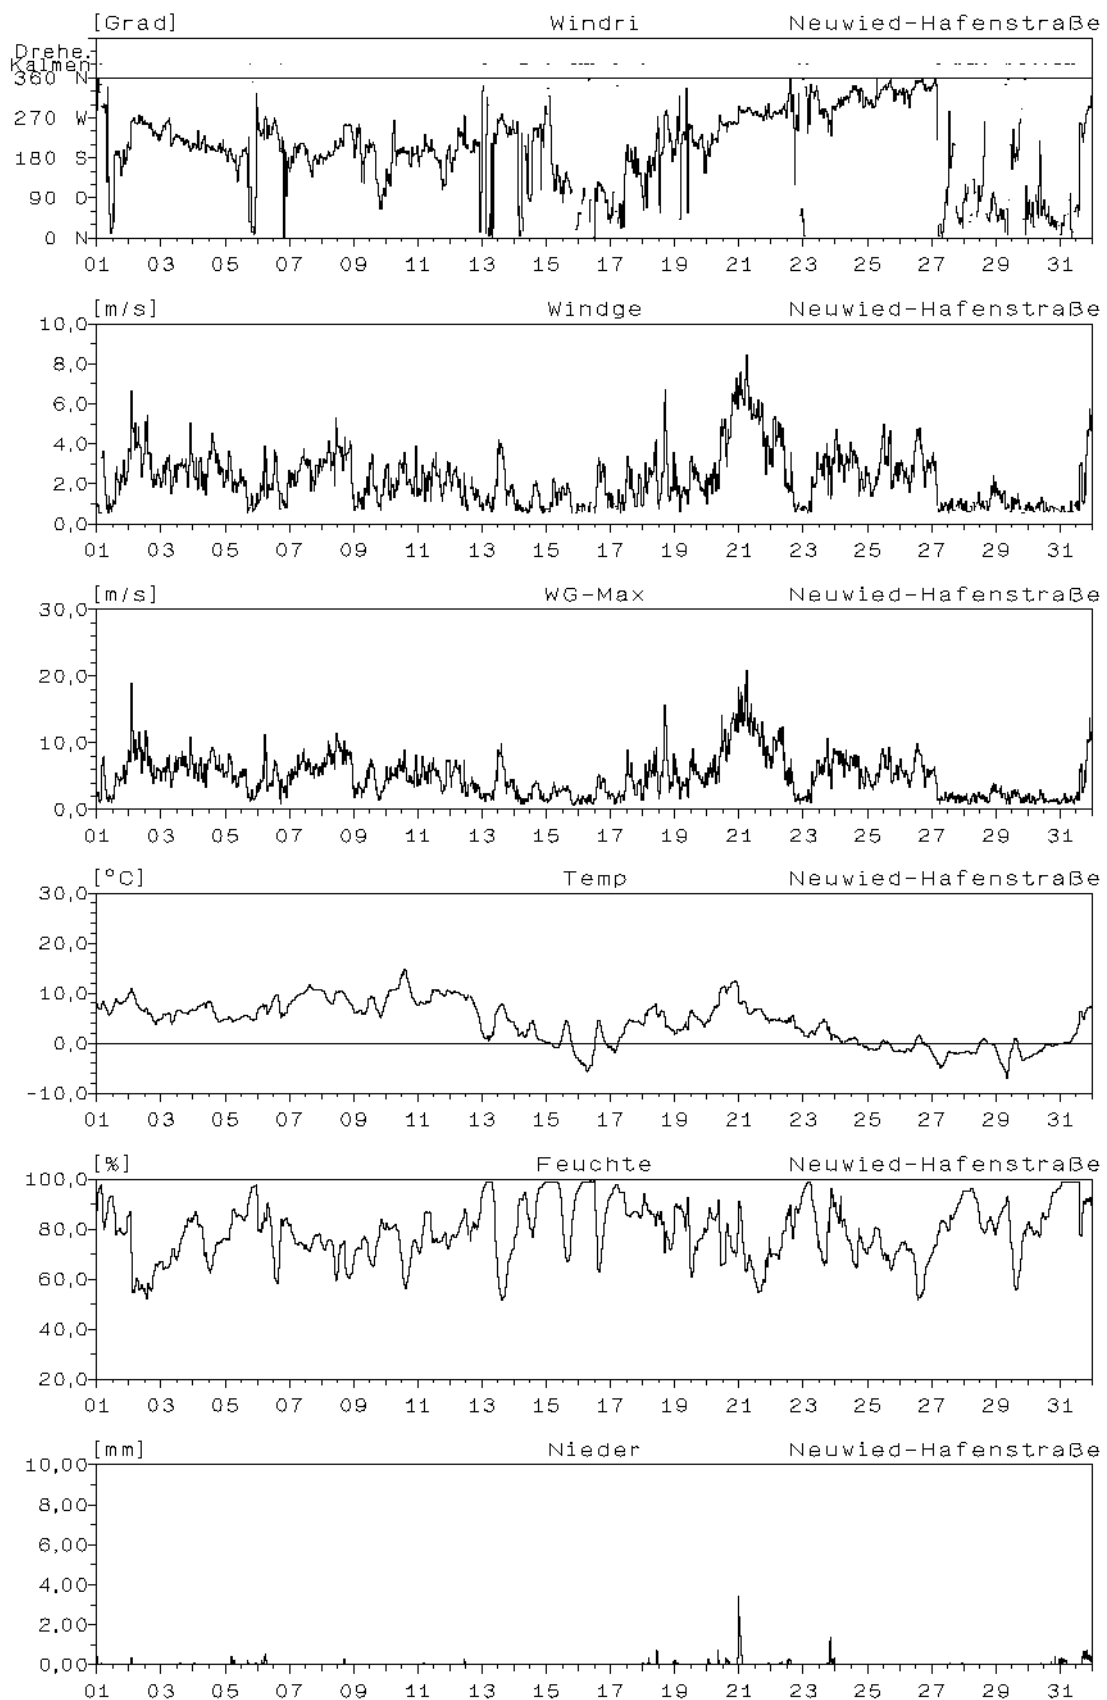 [Grad] Windri Neuwied-Hafenstraße
Drehe.
Kalmen
360 N
270 W
180 S
90 O
0 N
01 03 05 07 09 11 13 15 17 19 21 23 25 27 29 31
[m/s] Windge Neuwied-Hafenstraße
10,0
8,0
6,0
4,0
2,0
0,0
01 03 05 07 09 11 13 15 17 19 21 23 25 27 29 31
[m/s] WG-Max Neuwied-Hafenstraße
30,0
20,0
10,0
0,0
01 03 05 07 09 11 13 15 17 19 21 23 25 27 29 31
[°C] Temp Neuwied-Hafenstraße
30,0
20,0
10,0
0,0
-10,0
01 03 05 07 09 11 13 15 17 19 21 23 25 27 29 31
[%] Feuchte Neuwied-Hafenstraße
100,0
80,0
60,0
40,0
20,0
01 03 05 07 09 11 13 15 17 19 21 23 25 27 29 31
[mm] Nieder Neuwied-Hafenstraße
10,00
8,00
6,00
4,00
2,00
0,00
01 03 05 07 09 11 13 15 17 19 21 23 25 27 29 31